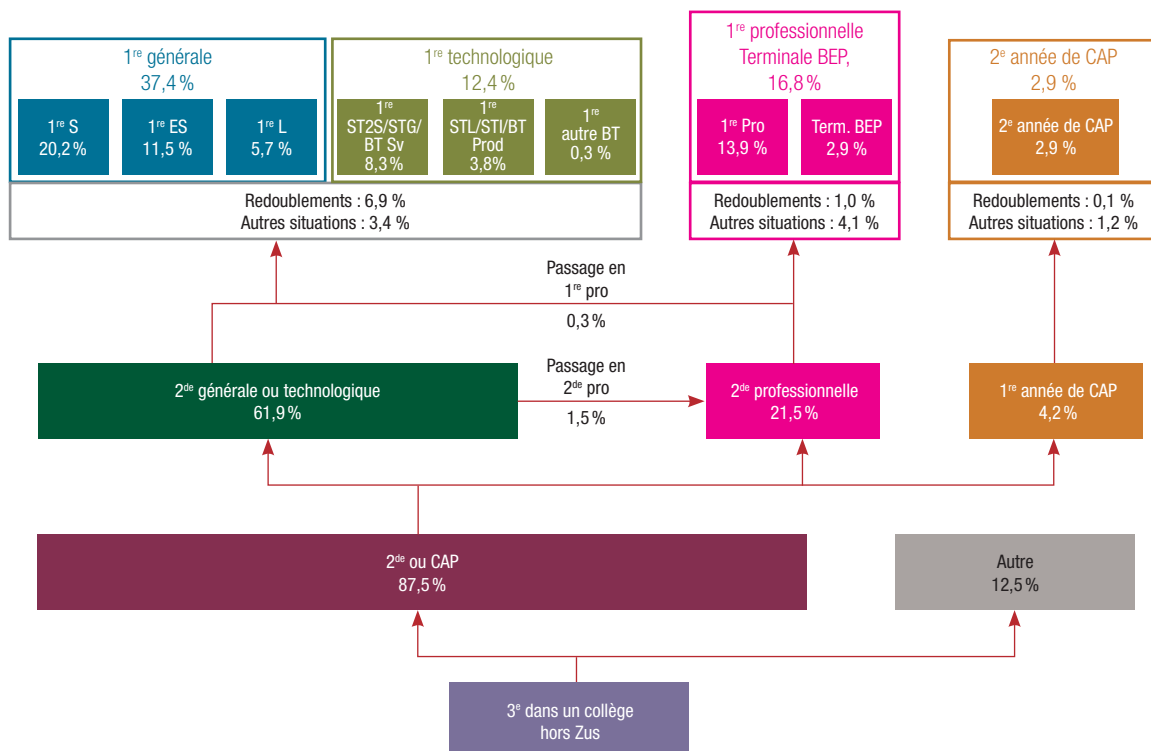 1re générale
37,4 %
1re S
20,2 %
1re ES
11,5 %
1re L
5,7 %
1re technologique
12,4 %
1re
ST2S/STG/
BT Sv
8,3 %
1re
STL/STI/BT
Prod
3,8%
1re
autre BT
0,3 %
Redoublements : 6,9 %
Autres situations : 3,4 %
1re professionnelle
Terminale BEP,
16,8 %
1re Pro
13,9 %
Term. BEP
2,9 %
Redoublements : 1,0 %
Autres situations : 4,1 %
2e année de CAP
2,9 %
2e année de CAP
2,9 %
Redoublements : 0,1 %
Autres situations : 1,2 %
Passage en
1re pro
0,3 %
2de générale ou technologique
61,9 %
Passage en
2de pro
1,5 %
2de professionnelle
21,5 %
1re année de CAP
4,2 %
2de ou CAP
87,5 %
Autre
12,5 %
3e dans un collège
hors Zus